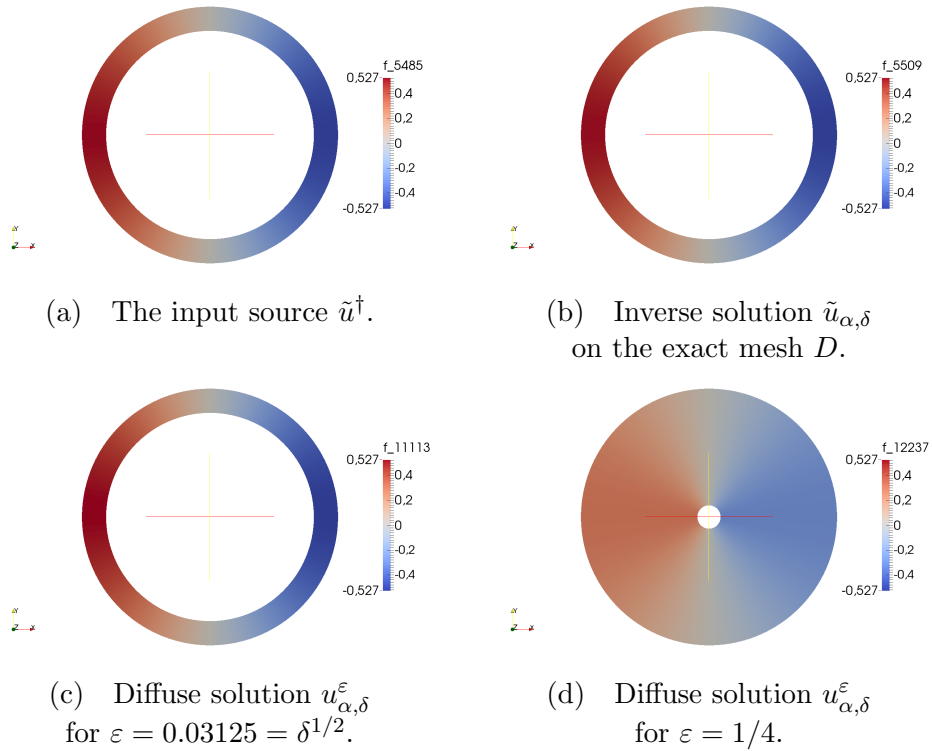 f_5485
0,527
0,4
0,2
0
-0,2
-0,4
-0,527
Y
Z X
(a) The input source ũ†.
f_5509
0,527
0,4
0,2
0
-0,2
-0,4
-0,527
Y
Z X
(b) Inverse solution ũα,δ
on the exact mesh D.
f_11113
0,527
0,4
0,2
0
-0,2
-0,4
-0,527
Y
Z X
(c) Diffuse solution uεα,δ
for ε = 0.03125 = δ1/2.
f_12237
0,527
0,4
0,2
0
-0,2
-0,4
-0,527
Y
Z X
(d) Diffuse solution uεα,δ
for ε = 1/4.